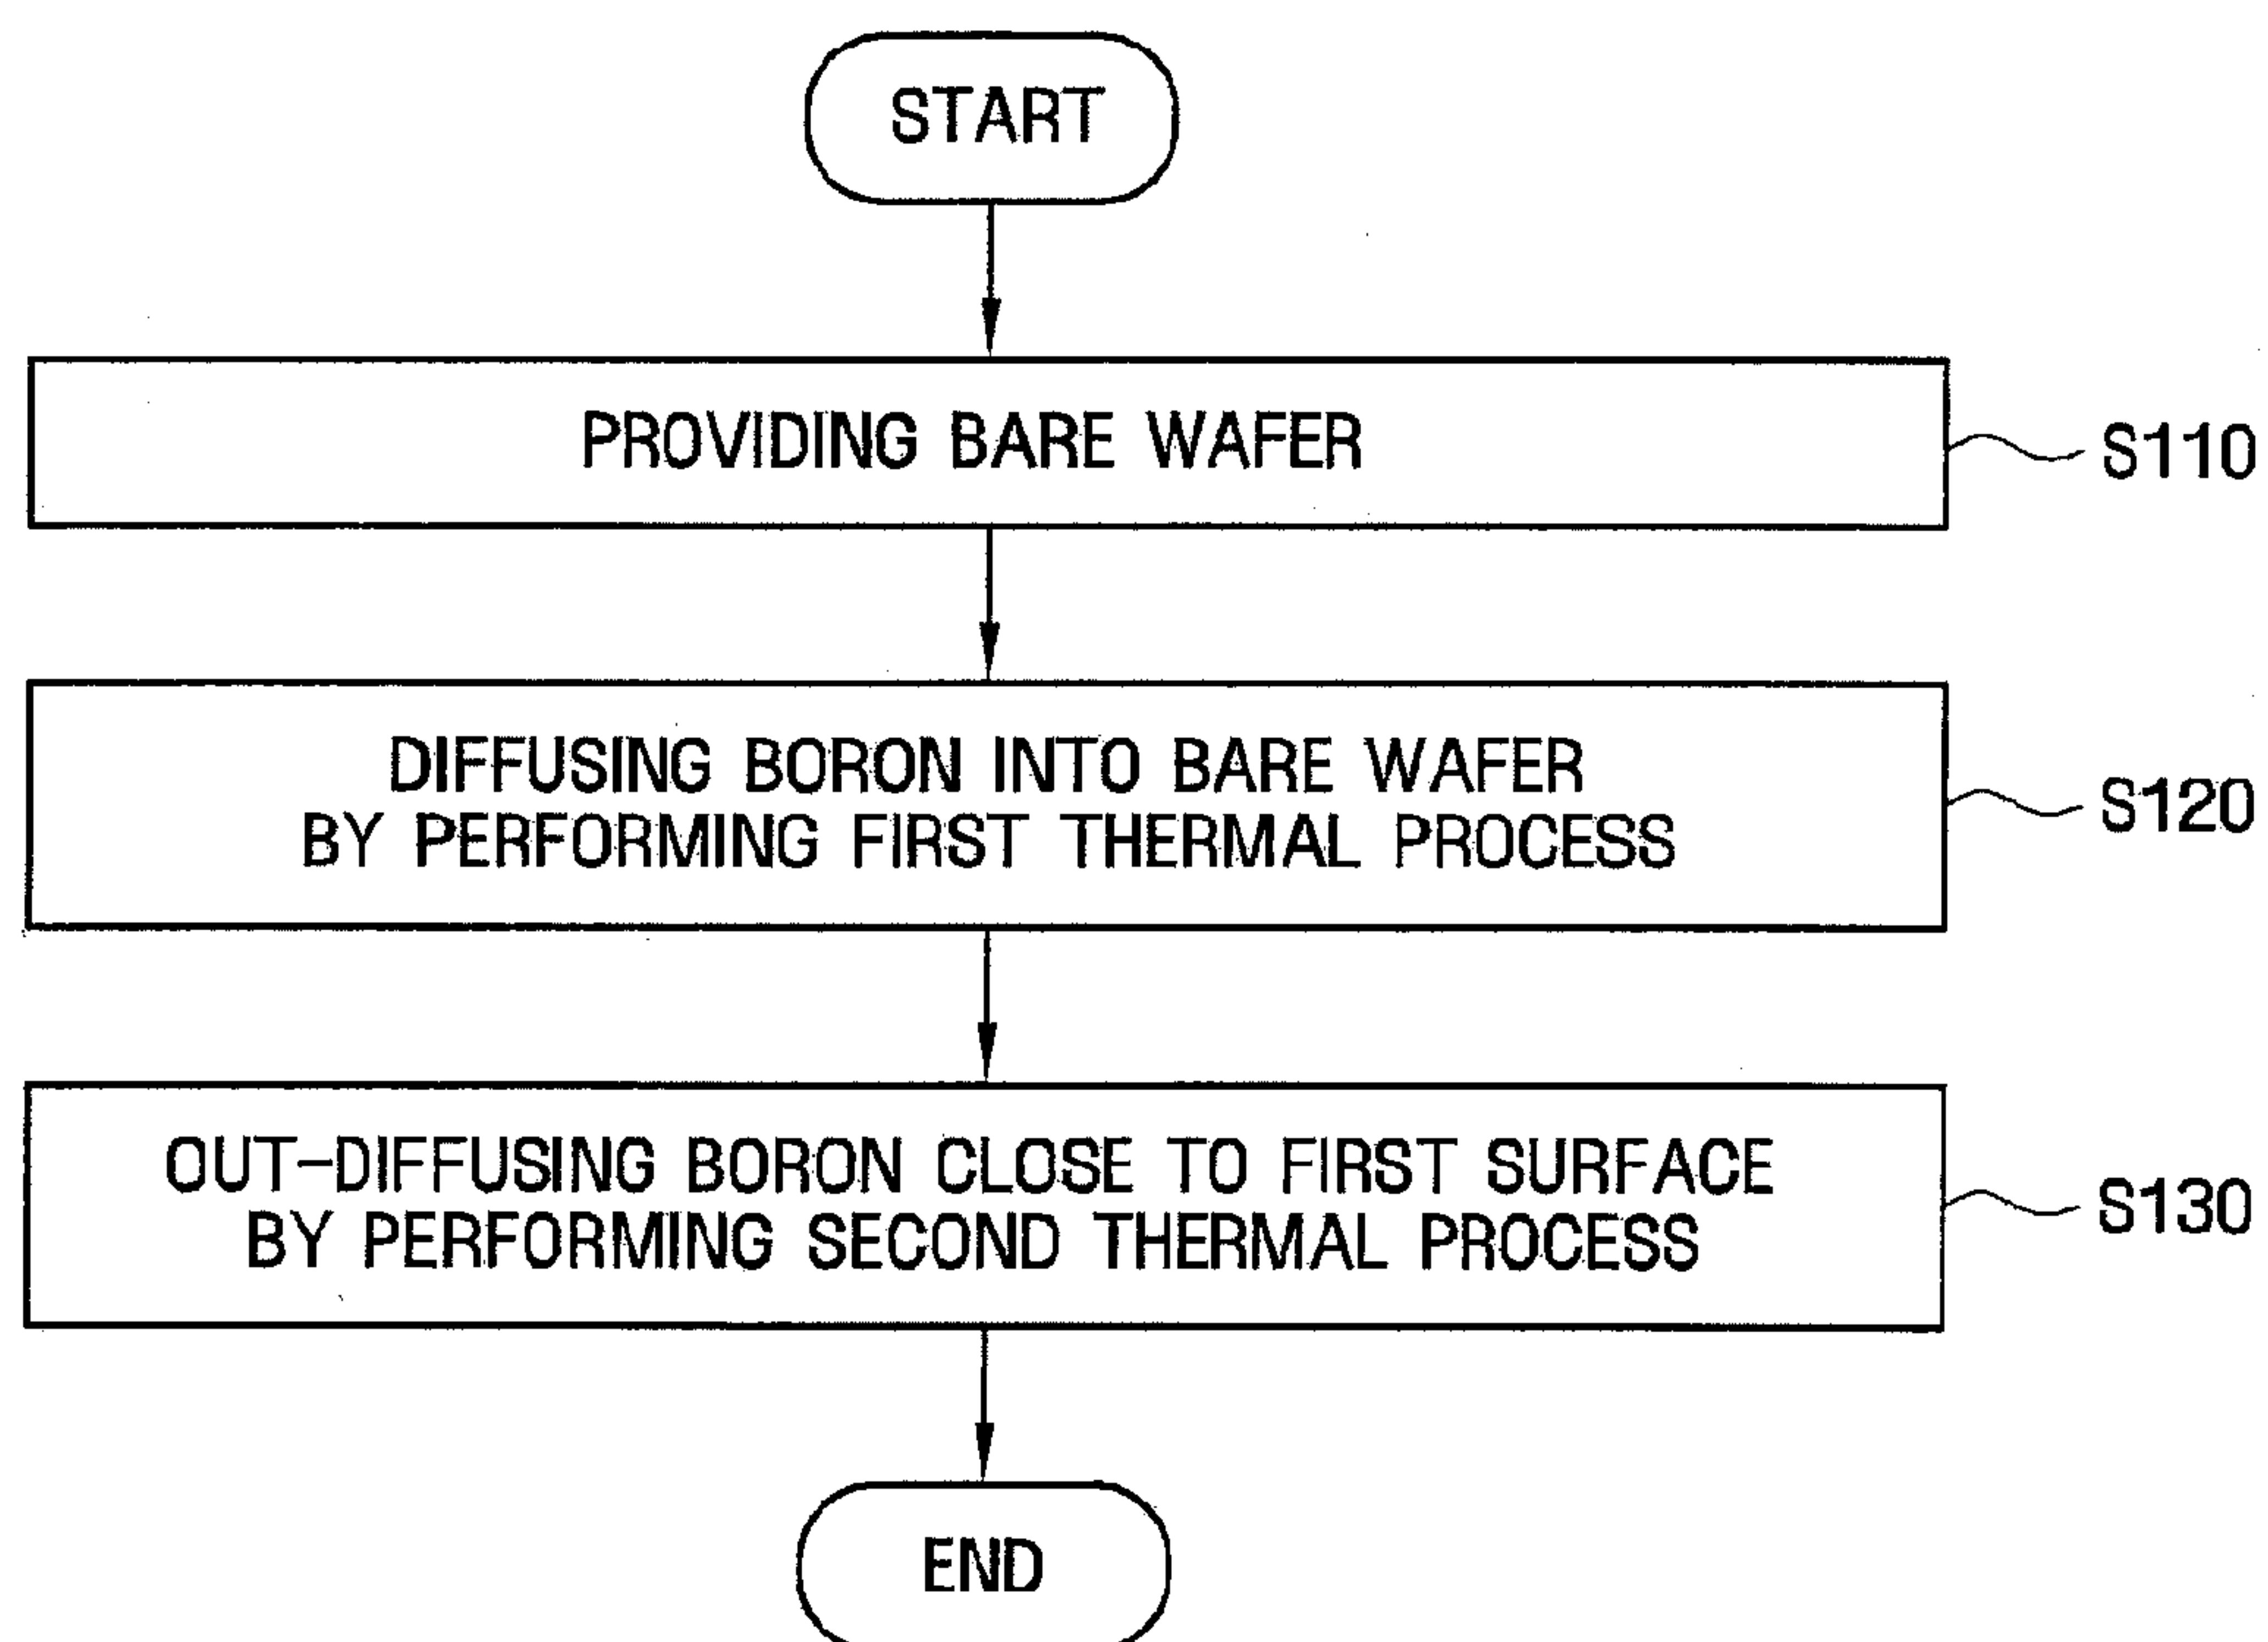 START
PROVIDING BARE WAFER
S110
DIFFUSING BORON INTO BARE WAFER
BY PERFORMING FIRST THERMAL PROCESS
S120
OUT-DIFFUSING BORON CLOSE TO FIRST SURFACE
BY PERFORMING SECOND THERMAL PROCESS
S130
END